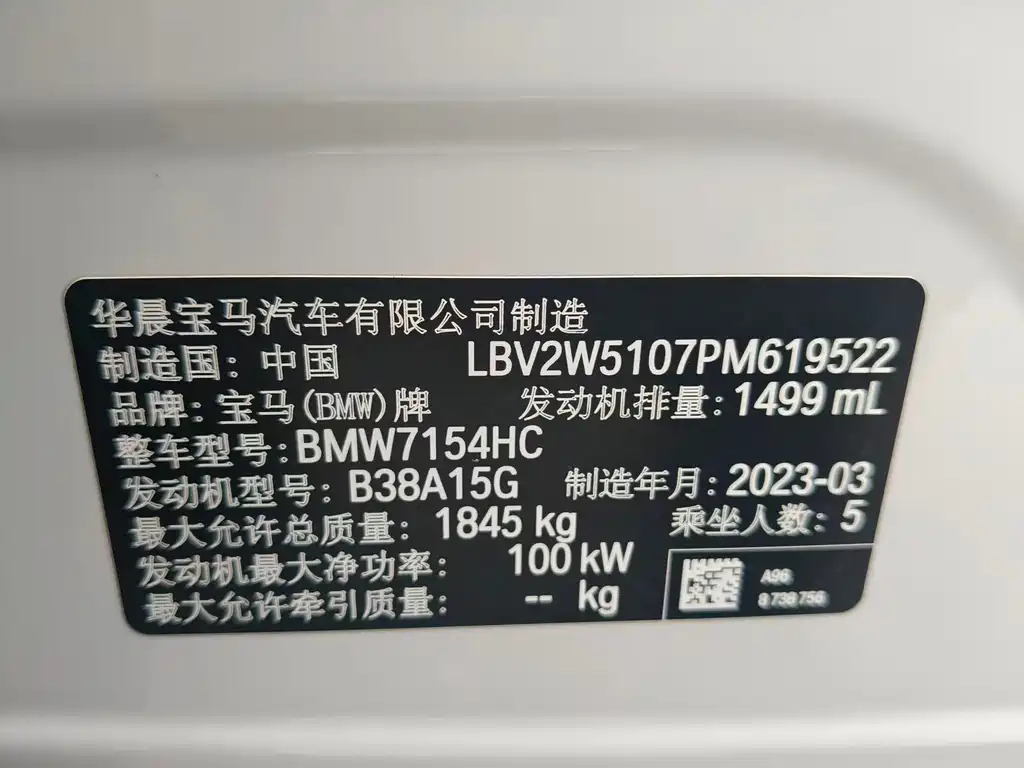 华晨宝马汽车有限公司制造
制造国：中国 LBV2W5107PM619522
品牌：宝马(BMW)牌 发动机排量：1499 mL
整车型号：BMW7154HC
发动机型号：B38A15G 制造年月：2023-03
最大允许总质量：1845 kg 乘坐人数：5
发动机最大净功率：100 kW
最大允许牵引质量：-- kg
A96
8 738 756